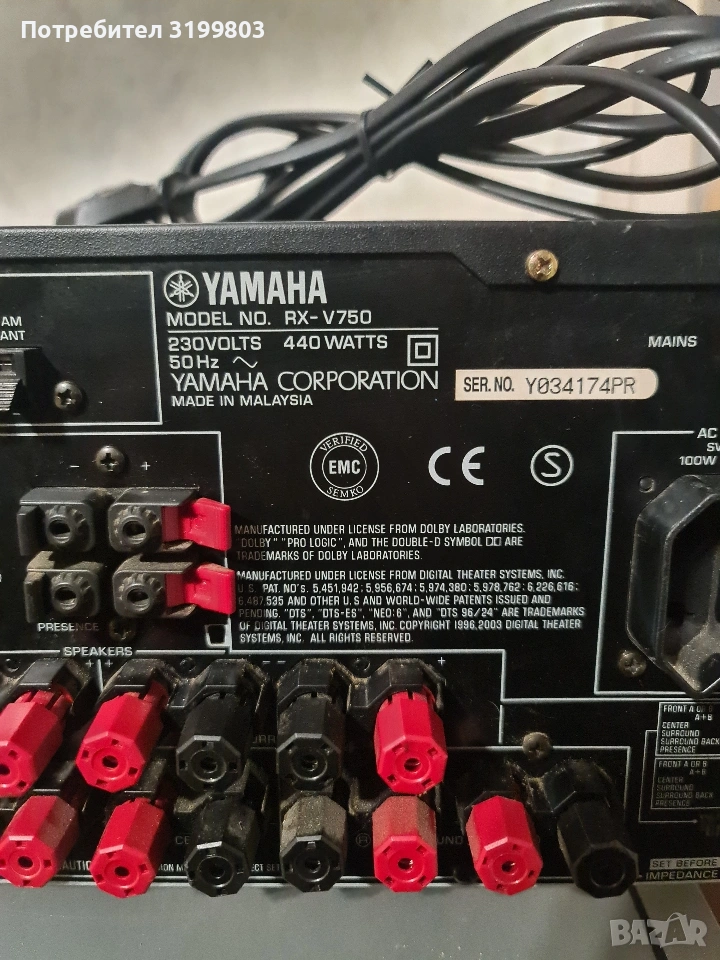 Потребител 3199803
AM
ANT
YAMAHA
MODEL NO. RX-V750
230VOLTS 440WATTS
50Hz
YAMAHA CORPORATION
MADE IN MALAYSIA
SER.NO. Y034174PR
MAINS
AC
100W
VERIFIED
EMC
SEMKO
CE
S
- +
MANUFACTURED UNDER LICENSE FROM DOLBY LABORATORIES.
"DOLBY" "PRO LOGIC", AND THE DOUBLE-D SYMBOL ARE
TRADEMARKS OF DOLBY LABORATORIES.
MANUFACTURED UNDER LICENSE FROM DIGITAL THEATER SYSTEMS, INC.
U.S. PAT. NO's 5,451,942; 5,956,674; 5,974,380; 5,978,762; 6,226,616;
6,487,535 AND OTHER U.S AND WORLD-WIDE PATENTS ISSUED AND
PENDING. "DTS", "DTS-ES", "NEO:6", AND "DTS 96/24" ARE TRADEMARKS
OF DIGITAL THEATER SYSTEMS, INC. COPYRIGHT 1996,2003 DIGITAL THEATER
SYSTEMS, INC. ALL RIGHTS RESERVED.
PRESENCE
SPEAKERS
+
- -
+
FRONT A OR B
A+B
CENTER
SURROUND
SURROUND BACK
PRESENCE
FRONT A OR B
A+B
CENTER
SURROUND
SURROUND BACK
PRESENCE
CAUTION
SET BEFORE
IMPEDANCE
BAZAR